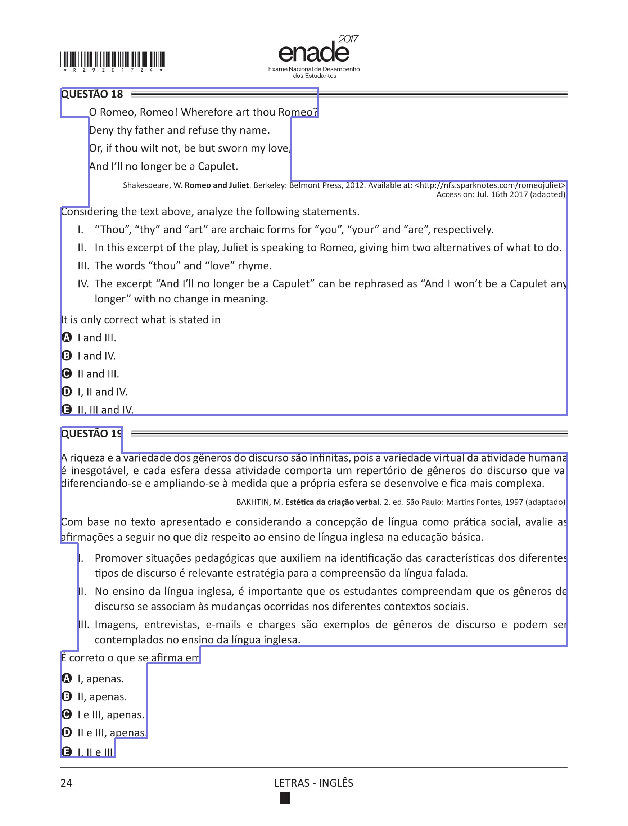 *R2920172​4*
enade 2017
Exame Nacional de Desempenho
dos Estudantes
QUESTÃO 18
O Romeo, Romeo! Wherefore art thou Romeo?
Deny thy father and refuse thy name.
Or, if thou wilt not, be but sworn my love,
And I'll no longer be a Capulet.
Shakespeare, W. Romeo and Juliet. Berkeley: Belmont Press, 2012. Available at: <http://nfs.sparknotes.com/romeojuliet>
Access on: Jul. 16th 2017 (adapted)
Considering the text above, analyze the following statements.
I. "Thou", "thy" and "art" are archaic forms for "you", "your" and "are", respectively.
II. In this excerpt of the play, Juliet is speaking to Romeo, giving him two alternatives of what to do.
III. The words "thou" and "love" rhyme.
IV. The excerpt "And I'll no longer be a Capulet" can be rephrased as "And I won't be a Capulet any
longer" with no change in meaning.
It is only correct what is stated in
A I and III.
B I and IV.
C II and III.
D I, II and IV.
E II, III and IV.
QUESTÃO 19
A riqueza e a variedade dos gêneros do discurso são infinitas, pois a variedade virtual da atividade humana
é inesgotável, e cada esfera dessa atividade comporta um repertório de gêneros do discurso que vai
diferenciando-se e ampliando-se à medida que a própria esfera se desenvolve e fica mais complexa.
BAKHTIN, M. Estética da criação verbal. 2. ed. São Paulo: Martins Fontes, 1997 (adaptado)
Com base no texto apresentado e considerando a concepção de língua como prática social, avalie as
afirmações a seguir no que diz respeito ao ensino de língua inglesa na educação básica.
I. Promover situações pedagógicas que auxiliem na identificação das características dos diferentes
tipos de discurso é relevante estratégia para a compreensão da língua falada.
II. No ensino da língua inglesa, é importante que os estudantes compreendam que os gêneros de
discurso se associam às mudanças ocorridas nos diferentes contextos sociais.
III. Imagens, entrevistas, e-mails e charges são exemplos de gêneros de discurso e podem ser
contemplados no ensino da língua inglesa.
É correto o que se afirma em
A I, apenas.
B II, apenas.
C I e III, apenas.
D II e III, apenas.
E I, II e III
24
LETRAS - INGLÊS